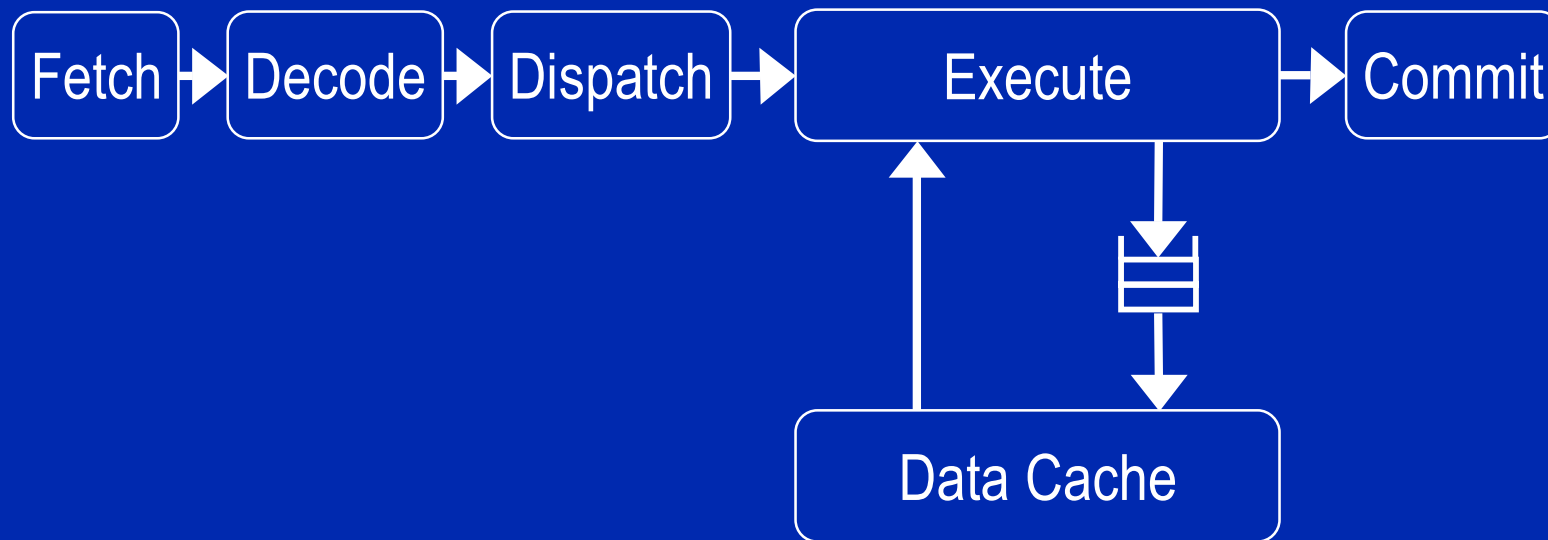 Fetch
Decode
Dispatch
Execute
Commit
Data Cache